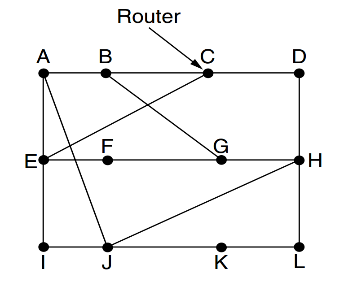 Router
A B C D
E F G H
I J K L